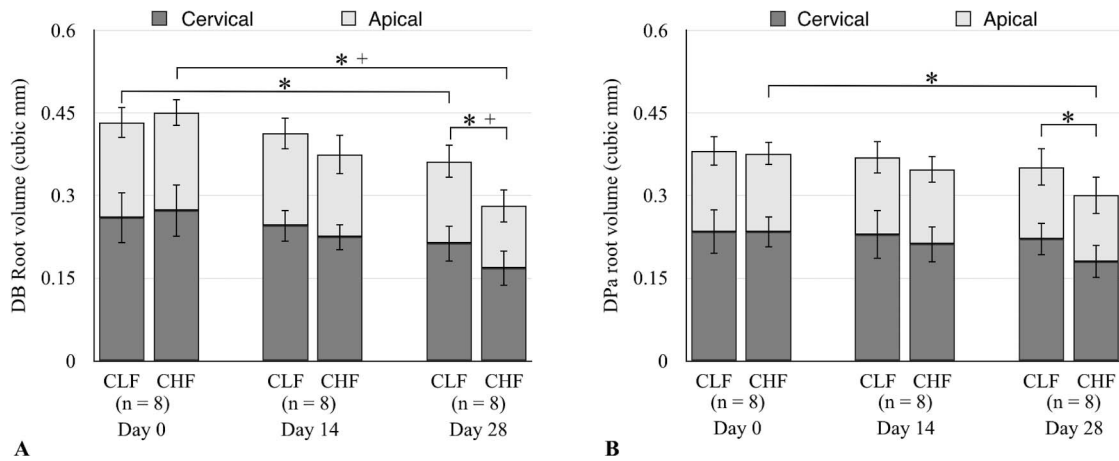 Cervical Apical
0.6
0.45
0.3
0.15
0
DB Root volume (cubic mm)
* +
*
* +
CLF CHF CLF CHF CLF CHF
(n = 8) (n = 8) (n = 8)
Day 0 Day 14 Day 28
A
Cervical Apical
0.6
0.45
0.3
0.15
0
DPa root volume (cubic mm)
*
*
CLF CHF CLF CHF CLF CHF
(n = 8) (n = 8) (n = 8)
Day 0 Day 14 Day 28
B